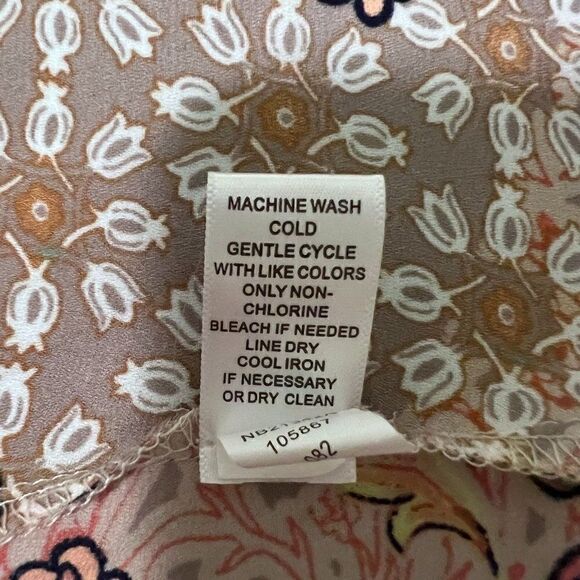 MACHINE WASH
COLD
GENTLE CYCLE
WITH LIKE COLORS
ONLY NON-
CHLORINE
BLEACH IF NEEDED
LINE DRY
COOL IRON
IF NECESSARY
OR DRY CLEAN
105867